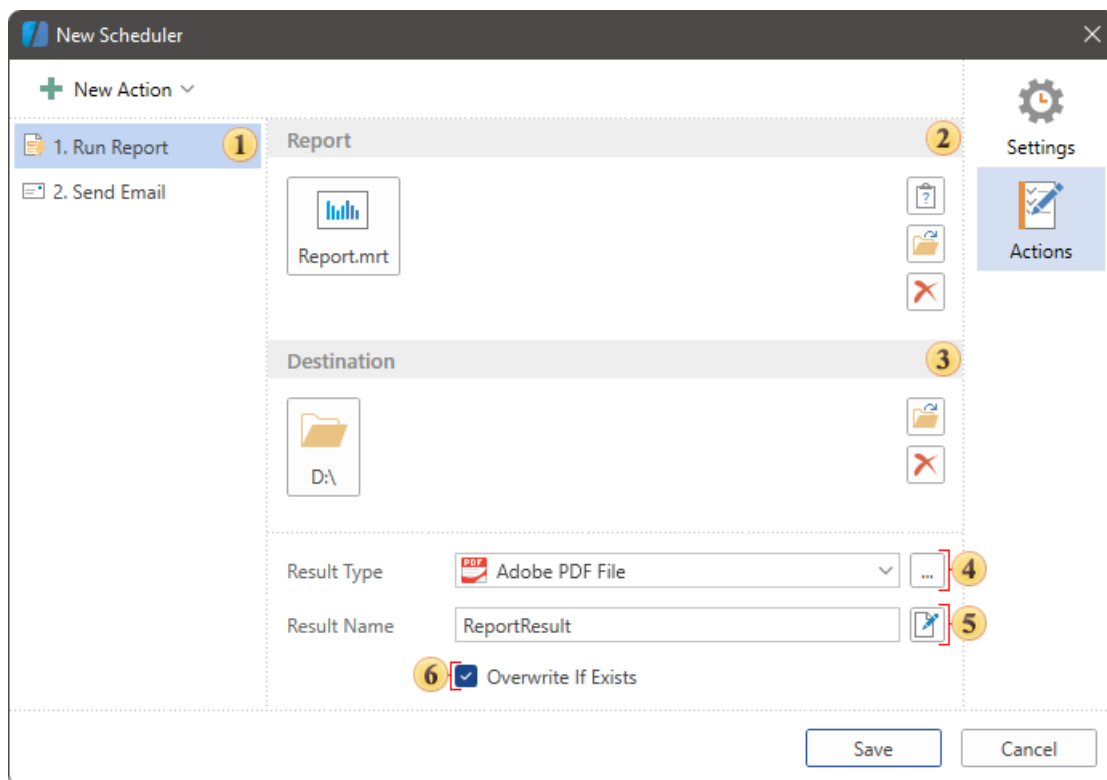 New Scheduler
New Action
1. Run Report
1
2. Send Email
Report
2
Report.mrt
?
Destination
3
D:\
Result Type
PDF
Adobe PDF File
...
4
Result Name
ReportResult
5
6
Overwrite If Exists
Settings
Actions
Save
Cancel